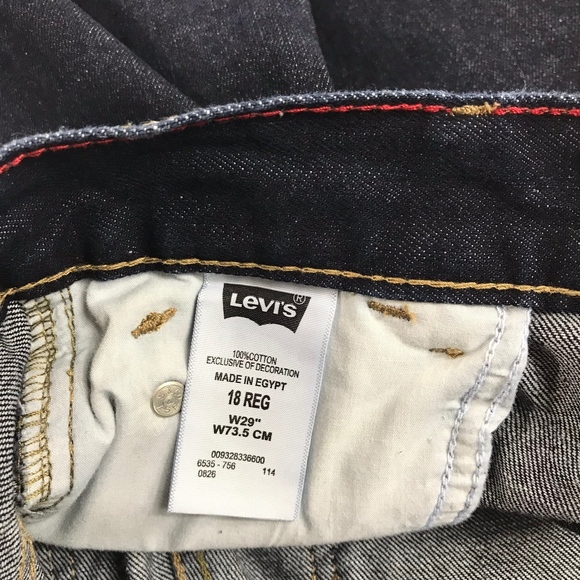 Levi's®
100%COTTON
EXCLUSIVE OF DECORATION
MADE IN EGYPT
18 REG
W29"
W73.5 CM
009328336600
6535 - 756 114
0826